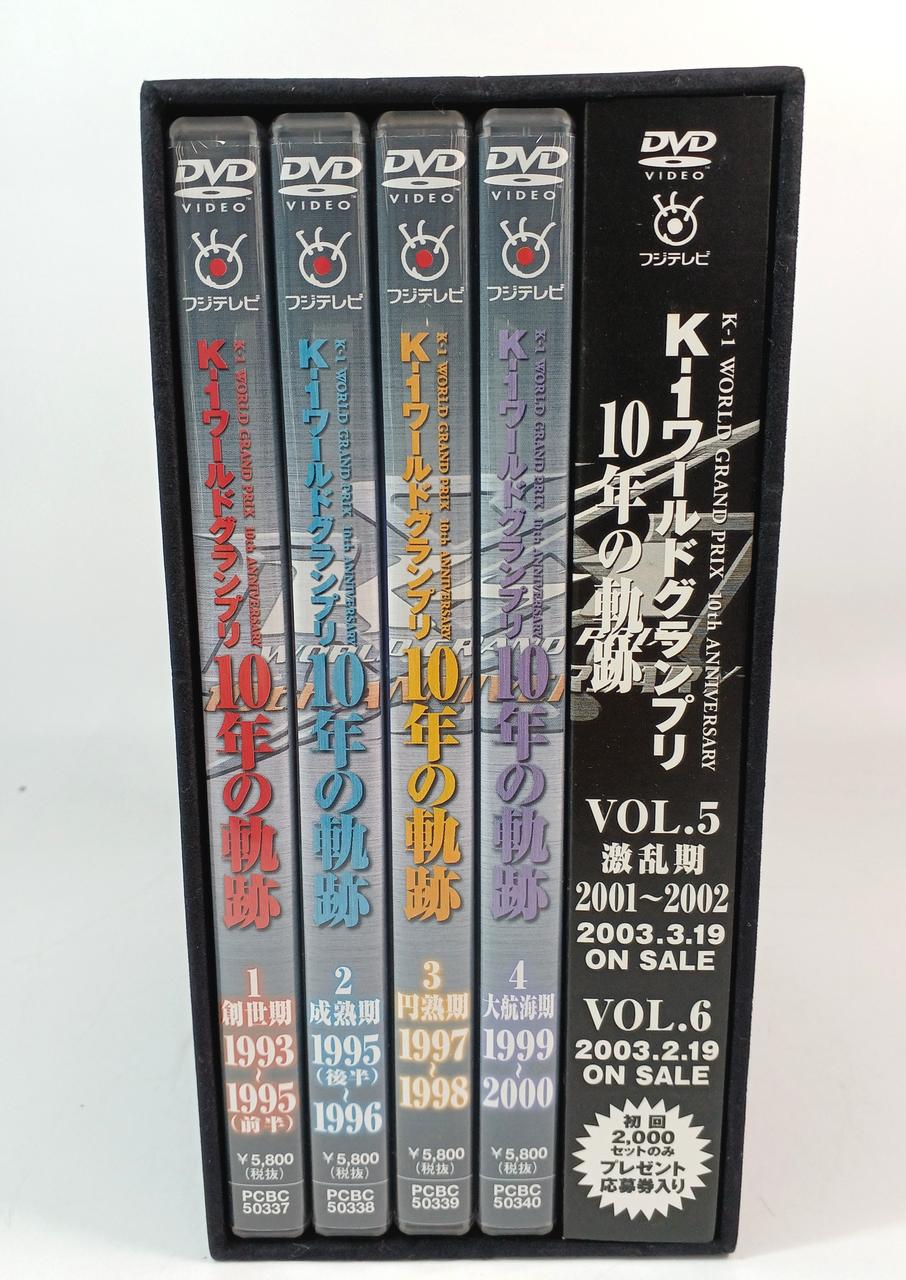 DVD
VIDEO
フジテレビ
K-1 WORLD GRAND PRIX 10th ANNIVERSARY
K-1ワールドグランプリ
10年の軌跡
1
創世期
1993
～
1995
(前半)
¥5,800
(税抜)
PCBC
50337
DVD
VIDEO
フジテレビ
K-1 WORLD GRAND PRIX 10th ANNIVERSARY
K-1ワールドグランプリ
10年の軌跡
2
成熟期
1995
(後半)
～
1996
¥5,800
(税抜)
PCBC
50338
DVD
VIDEO
フジテレビ
K-1 WORLD GRAND PRIX 10th ANNIVERSARY
K-1ワールドグランプリ
10年の軌跡
3
円熟期
1997
～
1998
¥5,800
(税抜)
PCBC
50339
DVD
VIDEO
フジテレビ
K-1 WORLD GRAND PRIX 10th ANNIVERSARY
K-1ワールドグランプリ
10年の軌跡
4
大航海期
1999
～
2000
¥5,800
(税抜)
PCBC
50340
DVD
VIDEO
フジテレビ
K-1 WORLD GRAND PRIX 10th ANNIVERSARY
K-1ワールドグランプリ
10年の軌跡
VOL.5
激乱期
2001～2002
2003.3.19
ON SALE
VOL.6
2003.2.19
ON SALE
初回
2,000
セットのみ
プレゼント
応募券入り